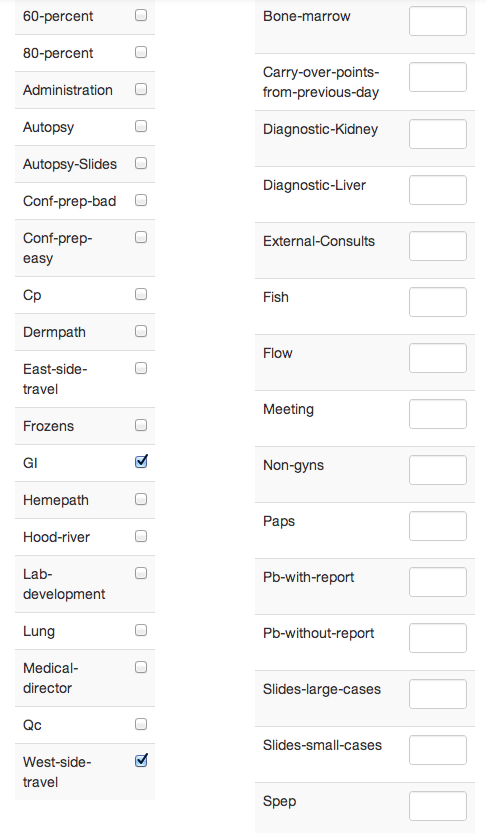 60-percent
80-percent
Administration
Autopsy
Autopsy-Slides
Conf-prep-bad
Conf-prep-
easy
Cp
Dermpath
East-side-
travel
Frozens
GI
Hemepath
Hood-river
Lab-
development
Lung
Medical-
director
Qc
West-side-
travel
Bone-marrow
Carry-over-points-
from-previous-day
Diagnostic-Kidney
Diagnostic-Liver
External-Consults
Fish
Flow
Meeting
Non-gyns
Paps
Pb-with-report
Pb-without-report
Slides-large-cases
Slides-small-cases
Spep